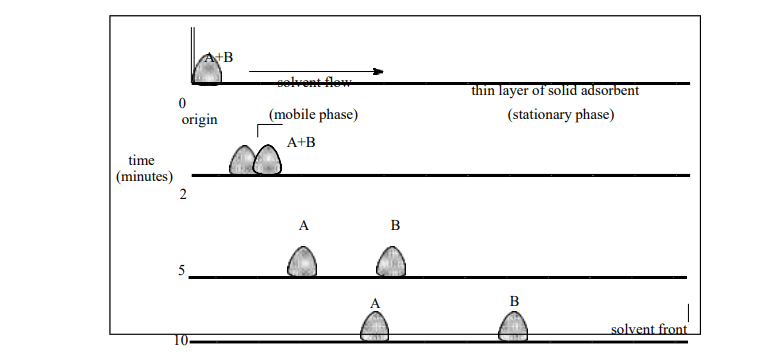 A+B
solvent flow
thin layer of solid adsorbent
0
origin
(mobile phase)
(stationary phase)
A+B
time
(minutes)
2
A B
5
A B
solvent front
10